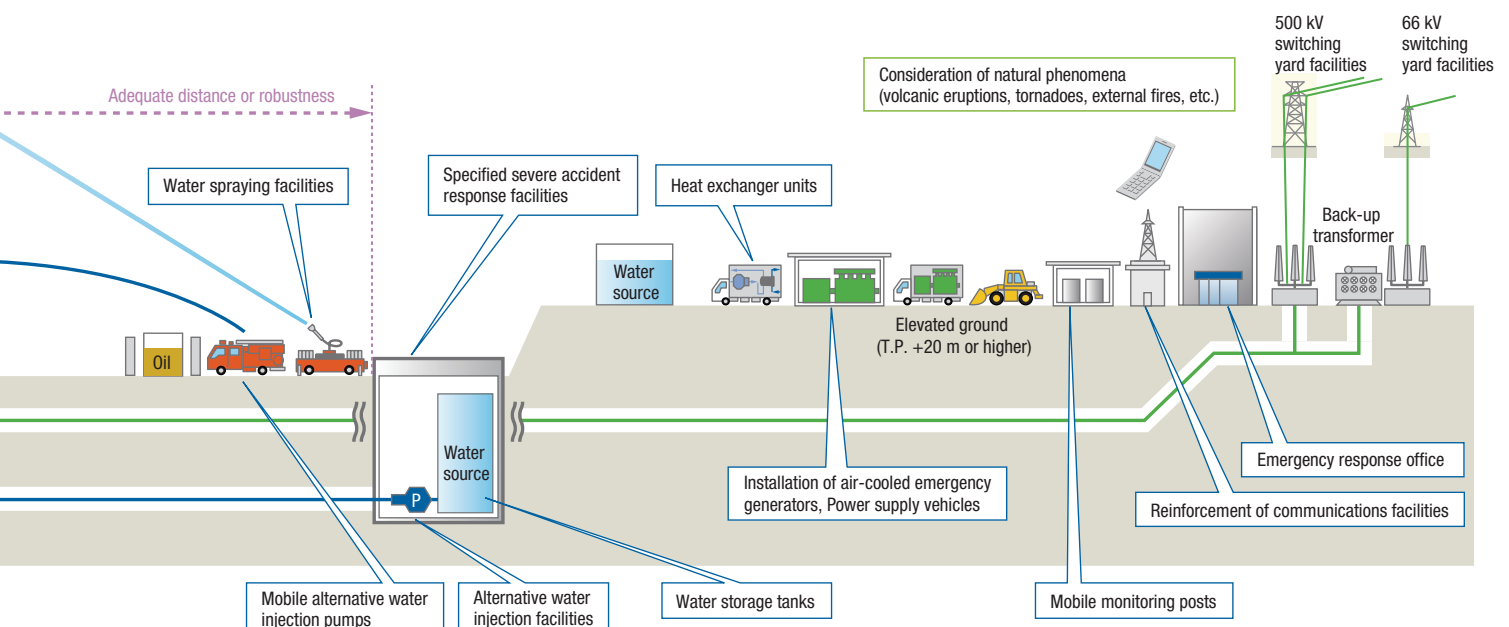 500 kV
switching
yard facilities
66 kV
switching
yard facilities
Consideration of natural phenomena
(volcanic eruptions, tornadoes, external fires, etc.)
Adequate distance or robustness
Water spraying facilities
Specified severe accident
response facilities
Heat exchanger units
Back-up
transformer
Water
source
Elevated ground
(T.P. +20 m or higher)
Oil
Water
source
P
Installation of air-cooled emergency
generators, Power supply vehicles
Emergency response office
Reinforcement of communications facilities
Mobile alternative water
injection pumps
Alternative water
injection facilities
Water storage tanks
Mobile monitoring posts